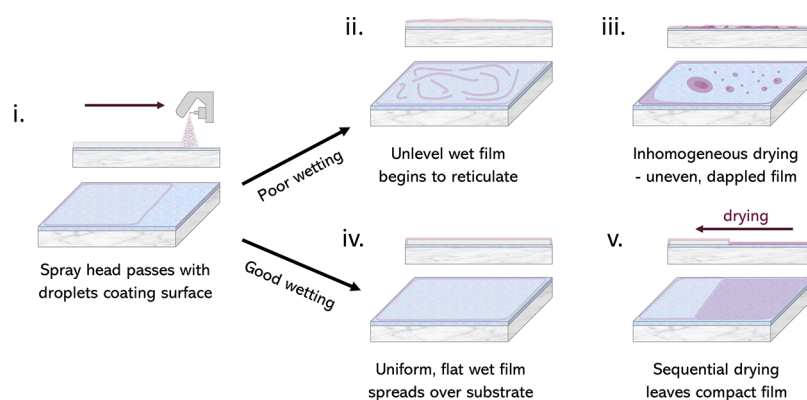 i.
Spray head passes with
droplets coating surface
Poor wetting
Good wetting
ii.
Unlevel wet film
begins to reticulate
iii.
Inhomogeneous drying
- uneven, dappled film
iv.
Uniform, flat wet film
spreads over substrate
v.
drying
Sequential drying
leaves compact film